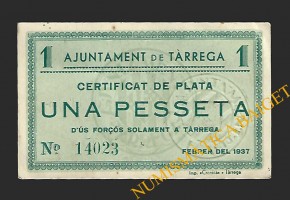 1 AJUNTAMENT DE TÀRREGA 1
CERTIFICAT DE PLATA
UNA PESSETA
D'ÚS FORÇÓS SOLAMENT A TÀRREGA
Nº 14023 FEBRER DEL 1937
Tàrrega